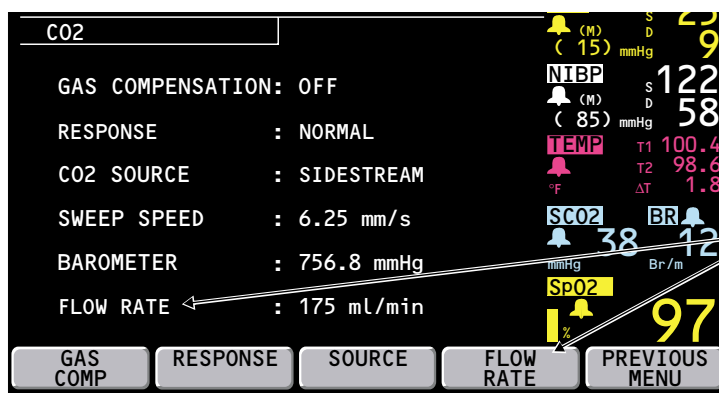 CO2
GAS COMPENSATION: OFF
RESPONSE : NORMAL
CO2 SOURCE : SIDESTREAM
SWEEP SPEED : 6.25 mm/s
BAROMETER : 756.8 mmHg
FLOW RATE : 175 ml/min
S
(M) D
( 15) mmHg 9
NIBP S 122
(M) D
( 85) mmHg 58
TEMP T1 100.4
T2 98.6
°F ΔT 1.8
SCO2 BR
38 12
mmHg Br/m
SpO2
% 97
GAS COMP
RESPONSE
SOURCE
FLOW RATE
PREVIOUS MENU